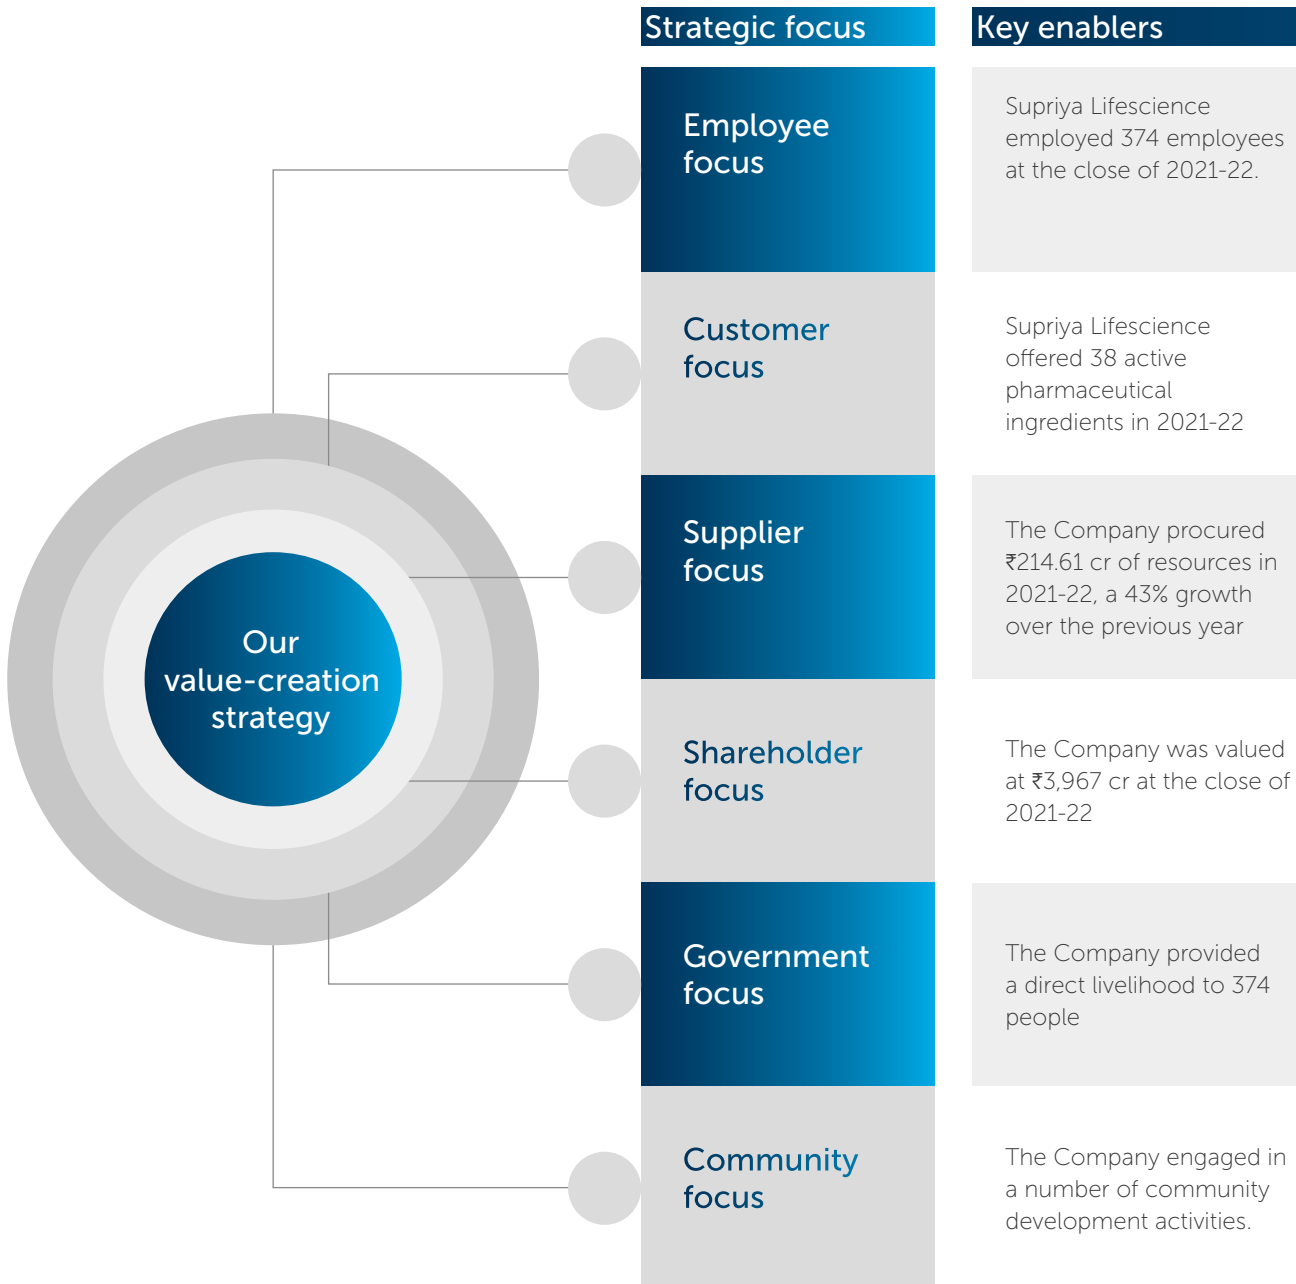 Strategic focus
Key enablers
Our
value-creation
strategy
Employee
focus
Supriya Lifescience
employed 374 employees
at the close of 2021-22.
Customer
focus
Supriya Lifescience
offered 38 active
pharmaceutical
ingredients in 2021-22
Supplier
focus
The Company procured
₹214.61 cr of resources in
2021-22, a 43% growth
over the previous year
Shareholder
focus
The Company was valued
at ₹3,967 cr at the close of
2021-22
Government
focus
The Company provided
a direct livelihood to 374
people
Community
focus
The Company engaged in
a number of community
development activities.